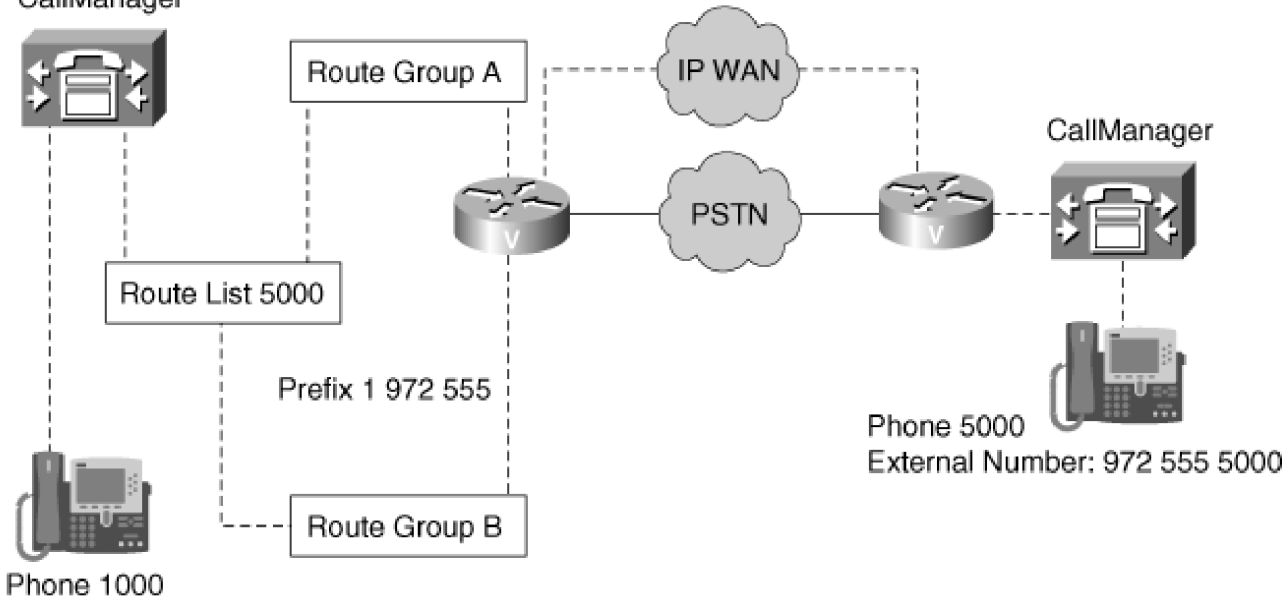 CallManager
Route Group A
IP WAN
CallManager
PSTN
V
V
Route List 5000
Prefix 1 972 555
Phone 5000
External Number: 972 555 5000
Route Group B
Phone 1000